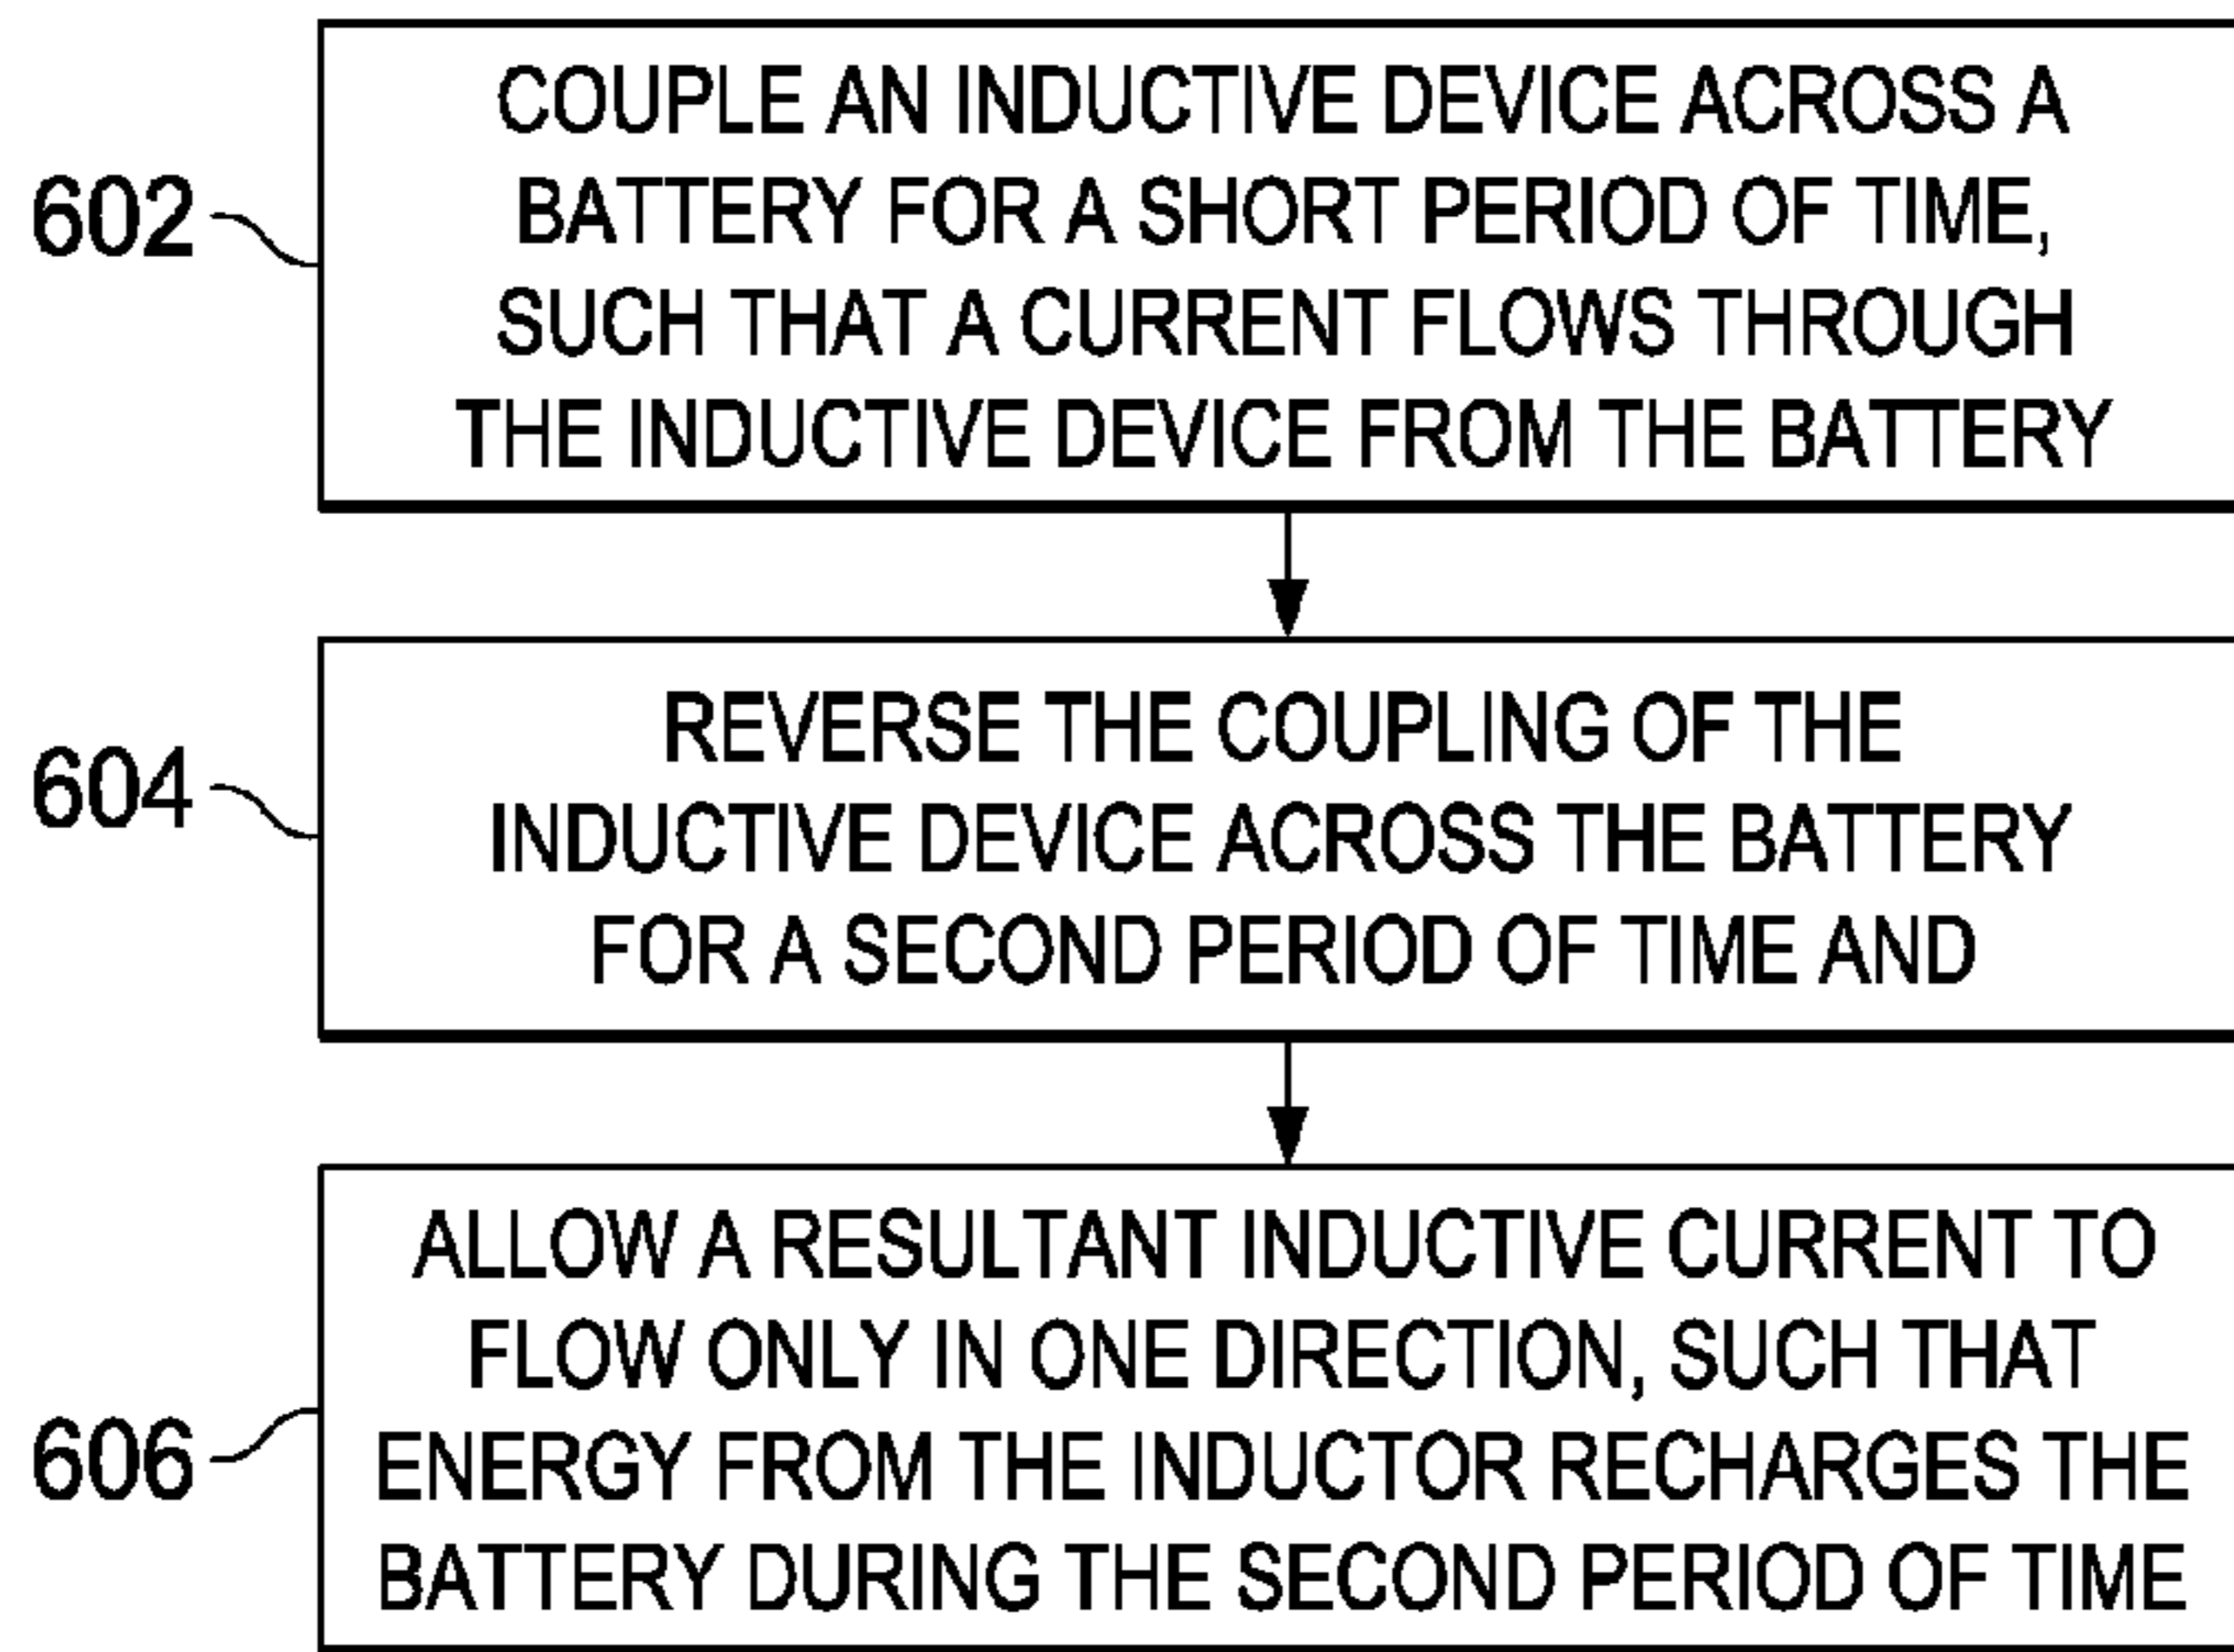 602
COUPLE AN INDUCTIVE DEVICE ACROSS A
BATTERY FOR A SHORT PERIOD OF TIME,
SUCH THAT A CURRENT FLOWS THROUGH
THE INDUCTIVE DEVICE FROM THE BATTERY
604
REVERSE THE COUPLING OF THE
INDUCTIVE DEVICE ACROSS THE BATTERY
FOR A SECOND PERIOD OF TIME AND
606
ALLOW A RESULTANT INDUCTIVE CURRENT TO
FLOW ONLY IN ONE DIRECTION, SUCH THAT
ENERGY FROM THE INDUCTOR RECHARGES THE
BATTERY DURING THE SECOND PERIOD OF TIME